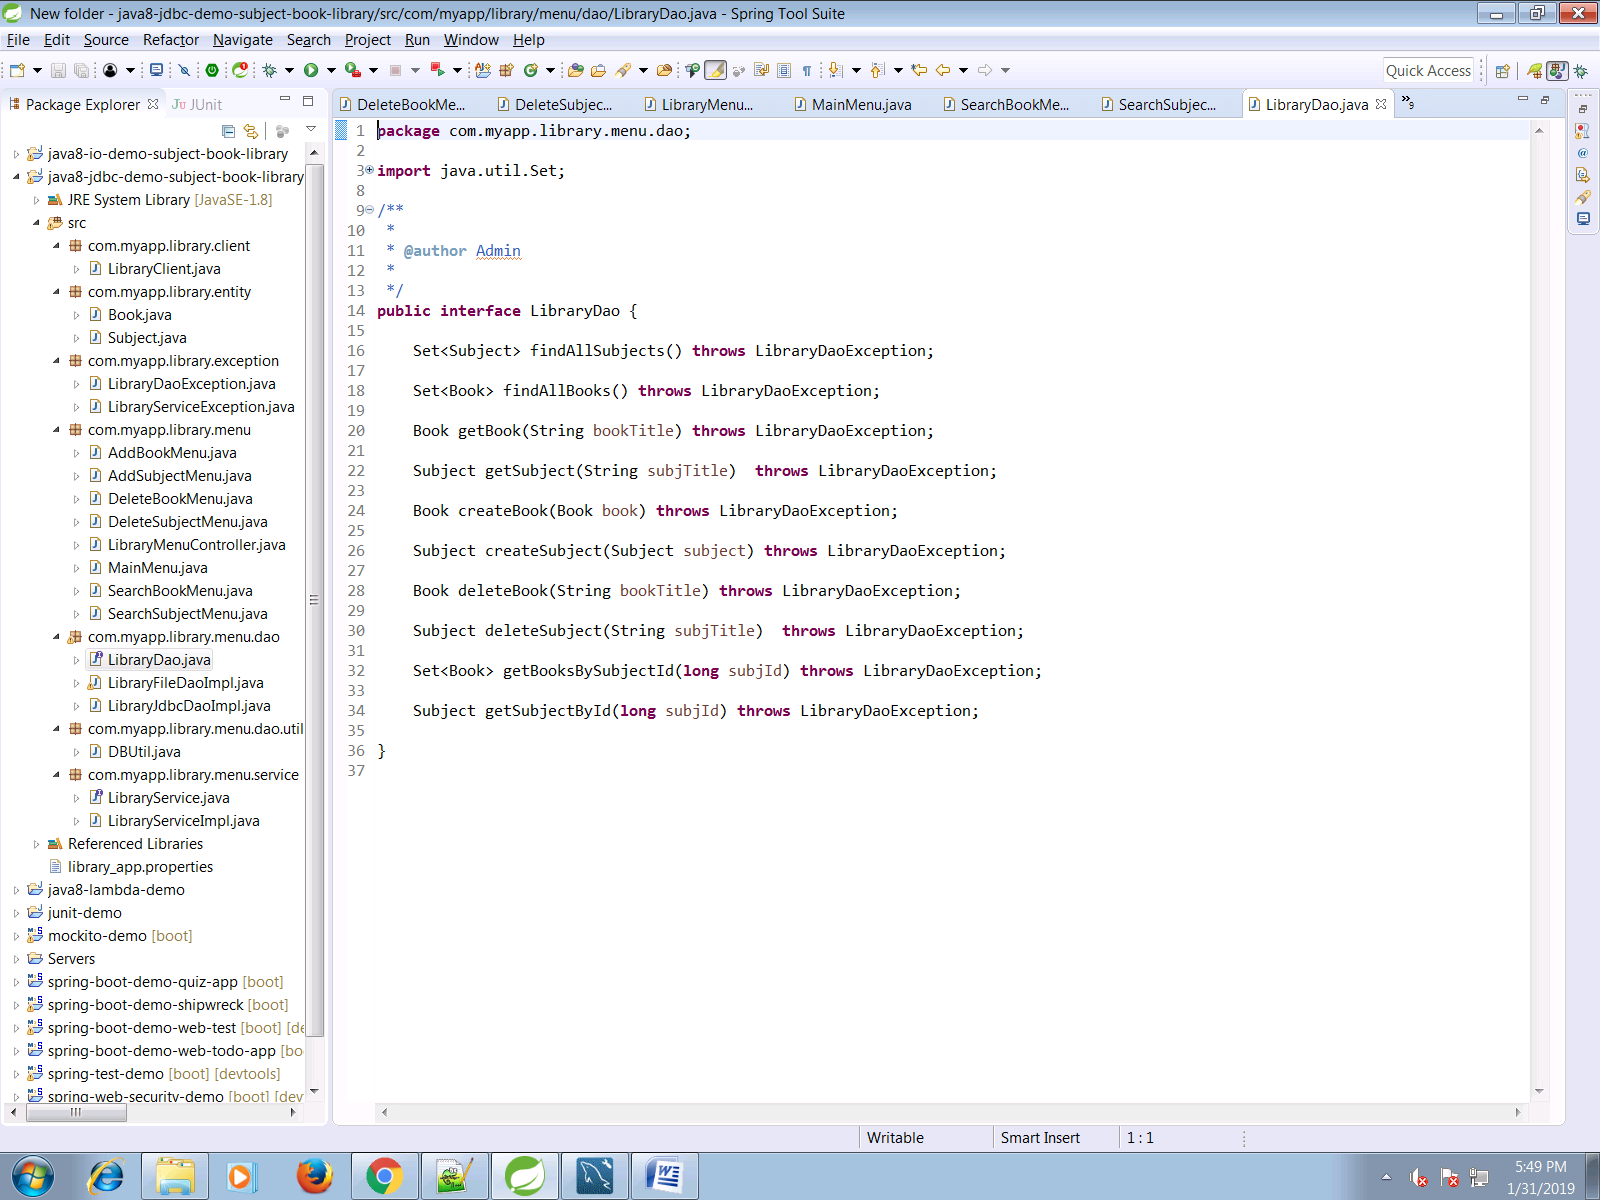 New folder - java8-jdbc-demo-subject-book-library/src/com/myapp/library/menu/dao/LibraryDao.java - Spring Tool Suite
File Edit Source Refactor Navigate Search Project Run Window Help
Quick Access
Package Explorer JUnit
DeleteBookMe... DeleteSubjec... LibraryMenu... MainMenu.java SearchBookMe... SearchSubjec... LibraryDao.java »9
java8-io-demo-subject-book-library
java8-jdbc-demo-subject-book-library
JRE System Library [JavaSE-1.8]
src
com.myapp.library.client
LibraryClient.java
com.myapp.library.entity
Book.java
Subject.java
com.myapp.library.exception
LibraryDaoException.java
LibraryServiceException.java
com.myapp.library.menu
AddBookMenu.java
AddSubjectMenu.java
DeleteBookMenu.java
DeleteSubjectMenu.java
LibraryMenuController.java
MainMenu.java
SearchBookMenu.java
SearchSubjectMenu.java
com.myapp.library.menu.dao
LibraryDao.java
LibraryFileDaoImpl.java
LibraryJdbcDaoImpl.java
com.myapp.library.menu.dao.util
DBUtil.java
com.myapp.library.menu.service
LibraryService.java
LibraryServiceImpl.java
Referenced Libraries
library_app.properties
java8-lambda-demo
junit-demo
mockito-demo [boot]
Servers
spring-boot-demo-quiz-app [boot]
spring-boot-demo-shipwreck [boot]
spring-boot-demo-web-test [boot] [de
spring-boot-demo-web-todo-app [bo
spring-test-demo [boot] [devtools]
spring-web-security-demo [boot] [dev
1 package com.myapp.library.menu.dao;
2
3 import java.util.Set;
8
9 /**
10 *
11 * @author Admin
12 *
13 */
14 public interface LibraryDao {
15
16 Set<Subject> findAllSubjects() throws LibraryDaoException;
17
18 Set<Book> findAllBooks() throws LibraryDaoException;
19
20 Book getBook(String bookTitle) throws LibraryDaoException;
21
22 Subject getSubject(String subjTitle)  throws LibraryDaoException;
23
24 Book createBook(Book book) throws LibraryDaoException;
25
26 Subject createSubject(Subject subject) throws LibraryDaoException;
27
28 Book deleteBook(String bookTitle) throws LibraryDaoException;
29
30 Subject deleteSubject(String subjTitle)  throws LibraryDaoException;
31
32 Set<Book> getBooksBySubjectId(long subjId) throws LibraryDaoException;
33
34 Subject getSubjectById(long subjId) throws LibraryDaoException;
35
36 }
37
Writable Smart Insert 1 : 1
5:49 PM
1/31/2019